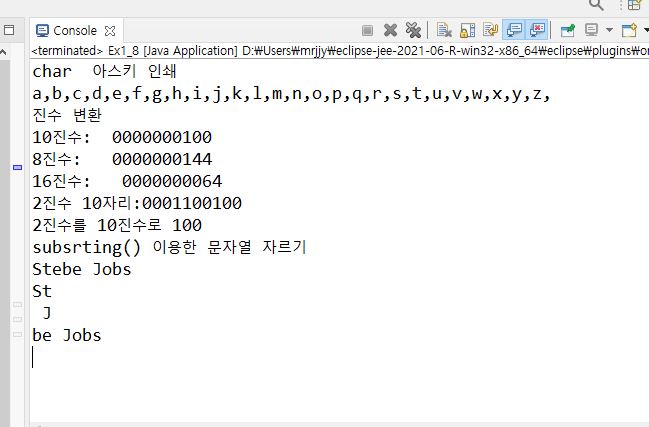 Console
<terminated> Ex1_8 [Java Application] D:₩Users₩mrjjy₩eclipse-jee-2021-06-R-win32-x86_64₩eclipse₩plugins₩or
char  아스키 인쇄
a,b,c,d,e,f,g,h,i,j,k,l,m,n,o,p,q,r,s,t,u,v,w,x,y,z,
진수 변환
10진수:  0000000100
8진수:   0000000144
16진수:   0000000064
2진수 10자리:0001100100
2진수를 10진수로 100
subsrting() 이용한 문자열 자르기
Stebe Jobs
St
 J
be Jobs